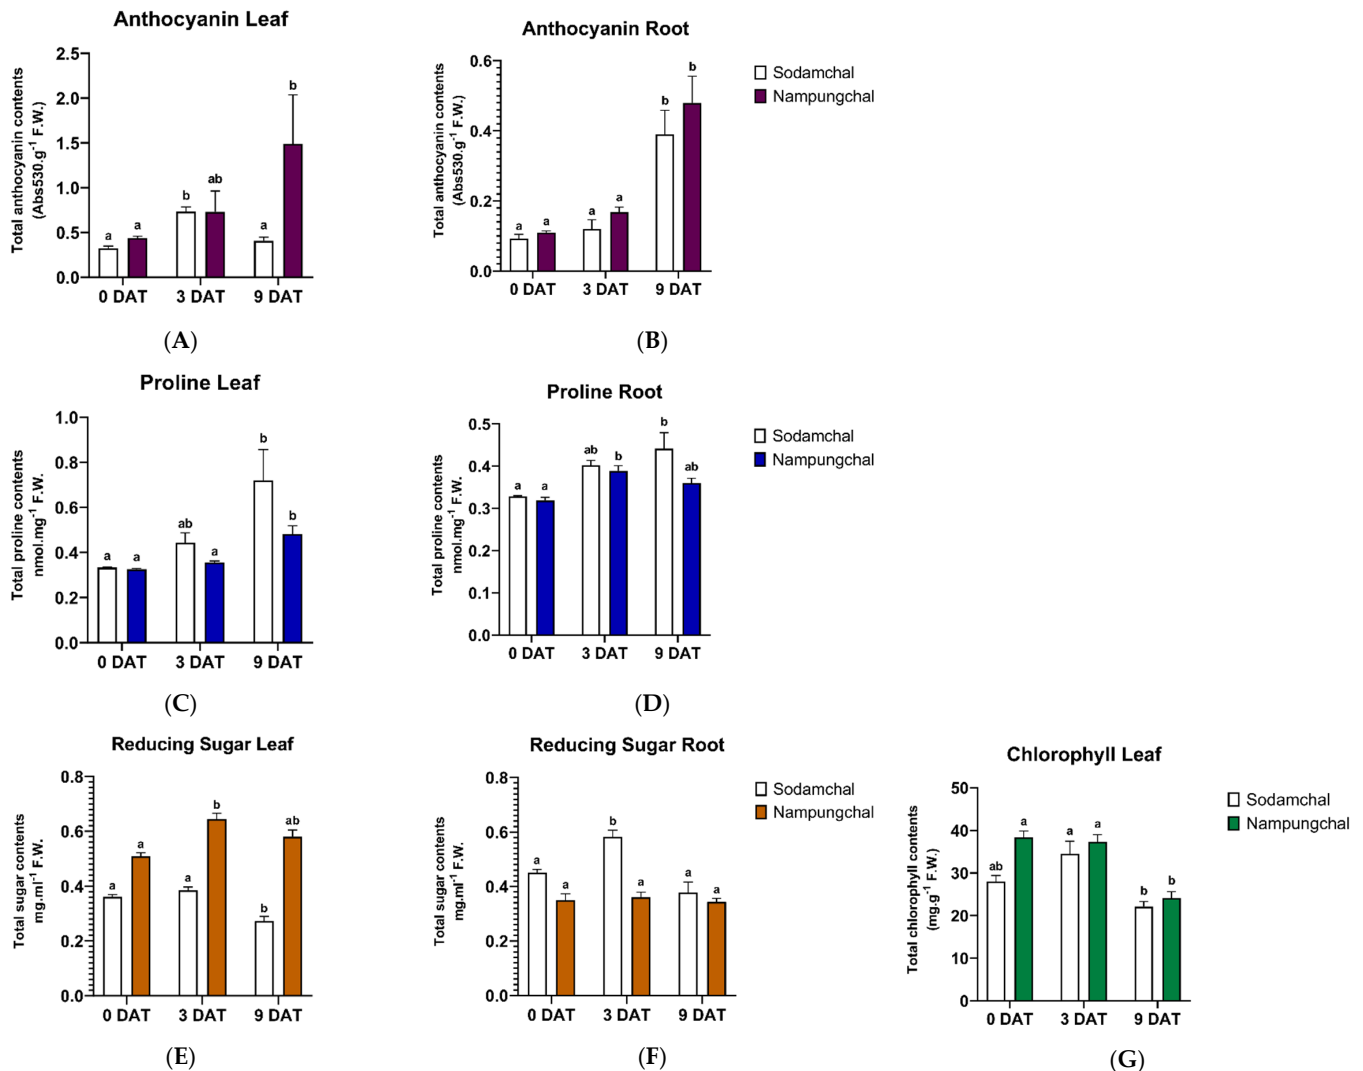 Anthocyanin Leaf
Total anthocyanin contents
(Abs530.g⁻¹ F.W.)
2.5
2.0
1.5
1.0
0.5
0.0
a
a
b
ab
a
b
0 DAT 3 DAT 9 DAT
(A)
Anthocyanin Root
Total anthocyanin contents
(Abs530.g⁻¹ F.W.)
0.6
0.4
0.2
0.0
a
a
a
a
b
b
0 DAT 3 DAT 9 DAT
Sodamchal
Nampungchal
(B)
Proline Leaf
Total proline contents
nmol.mg⁻¹ F.W.
1.0
0.8
0.6
0.4
0.2
0.0
a
a
ab
a
b
b
0 DAT 3 DAT 9 DAT
(C)
Proline Root
Total proline contents
nmol.mg⁻¹ F.W.
0.5
0.4
0.3
0.2
0.1
0.0
a
a
ab
b
b
ab
0 DAT 3 DAT 9 DAT
Sodamchal
Nampungchal
(D)
Reducing Sugar Leaf
Total sugar contents
mg.ml⁻¹ F.W.
0.8
0.6
0.4
0.2
0.0
a
a
a
b
b
ab
0 DAT 3 DAT 9 DAT
(E)
Reducing Sugar Root
Total sugar contents
mg.ml⁻¹ F.W.
0.8
0.6
0.4
0.2
0.0
a
a
b
a
a
a
0 DAT 3 DAT 9 DAT
Sodamchal
Nampungchal
(F)
Chlorophyll Leaf
Total chlorophyll contents
(mg.g⁻¹ F.W.)
50
40
30
20
10
0
ab
a
a
a
b
b
0 DAT 3 DAT 9 DAT
Sodamchal
Nampungchal
(G)